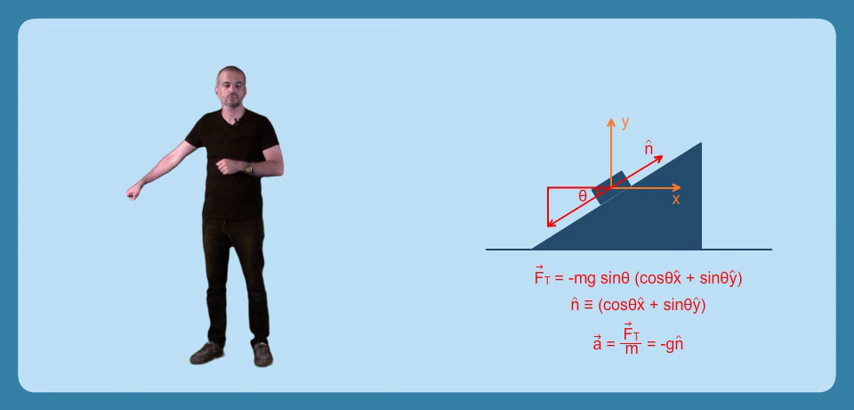 y
n̂
θ
x
F⃗T = -mg sinθ (cosθx̂ + sinθŷ)
n̂ ≡ (cosθx̂ + sinθŷ)
a⃗ = F⃗T/m = -gn̂